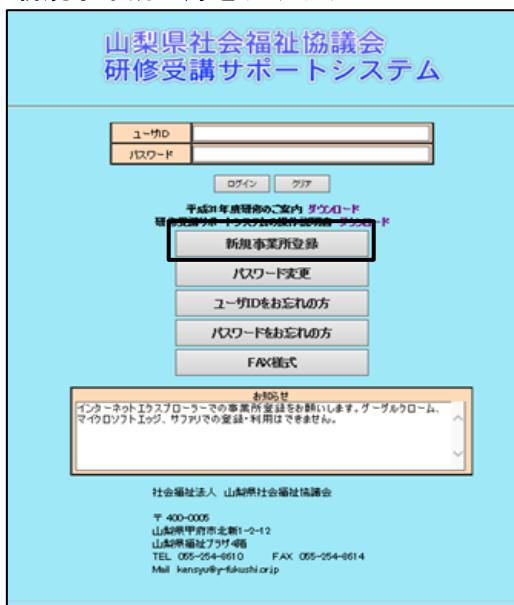 山梨県社会福祉協議会
研修受講サポートシステム
ユーザID
パスワード
ログイン クリア
平成31年度研修のご案内 ダウンロード
研修受講サポートシステムの操作説明書 ダウンロード
新規事業所登録
パスワード変更
ユーザIDをお忘れの方
パスワードをお忘れの方
FAX様式
お知らせ
インターネットエクスプローラーでの事業所登録をお願いします。グーグルクローム、
マイクロソフトエッジ、サファリでの登録・利用はできません。
社会福祉法人 山梨県社会福祉協議会
〒 400-0005
山梨県甲府市北新1-2-12
山梨県福祉プラザ4階
TEL 055-254-8610 FAX 055-254-8614
Mail kensyu@y-fukushi.or.jp